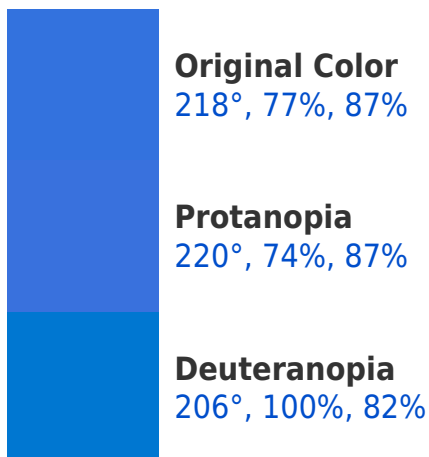 Original Color
218°, 77%, 87%
Protanopia
220°, 74%, 87%
Deuteranopia
206°, 100%, 82%